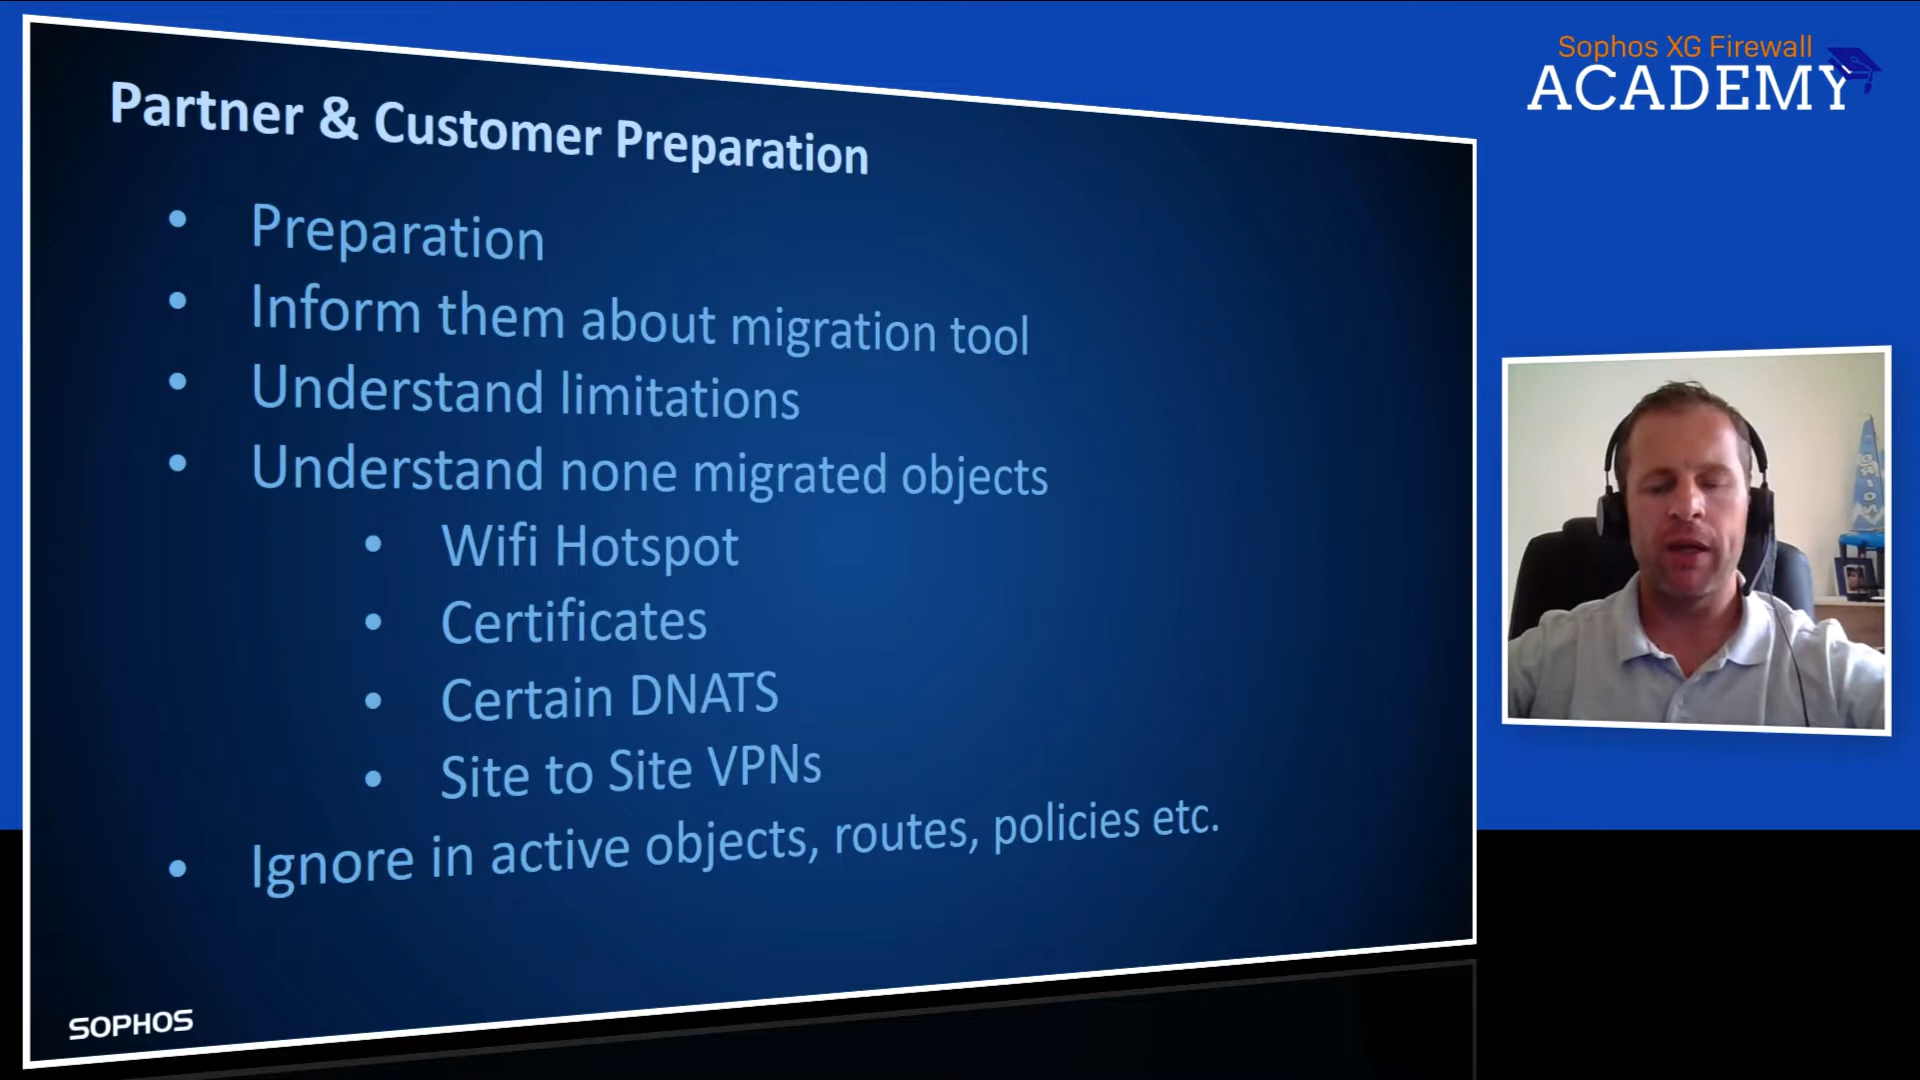 Partner & Customer Preparation
• Preparation
• Inform them about migration tool
• Understand limitations
• Understand none migrated objects
• Wifi Hotspot
• Certificates
• Certain DNATS
• Site to Site VPNs
• Ignore in active objects, routes, policies etc.
SOPHOS
Sophos XG Firewall
ACADEMY